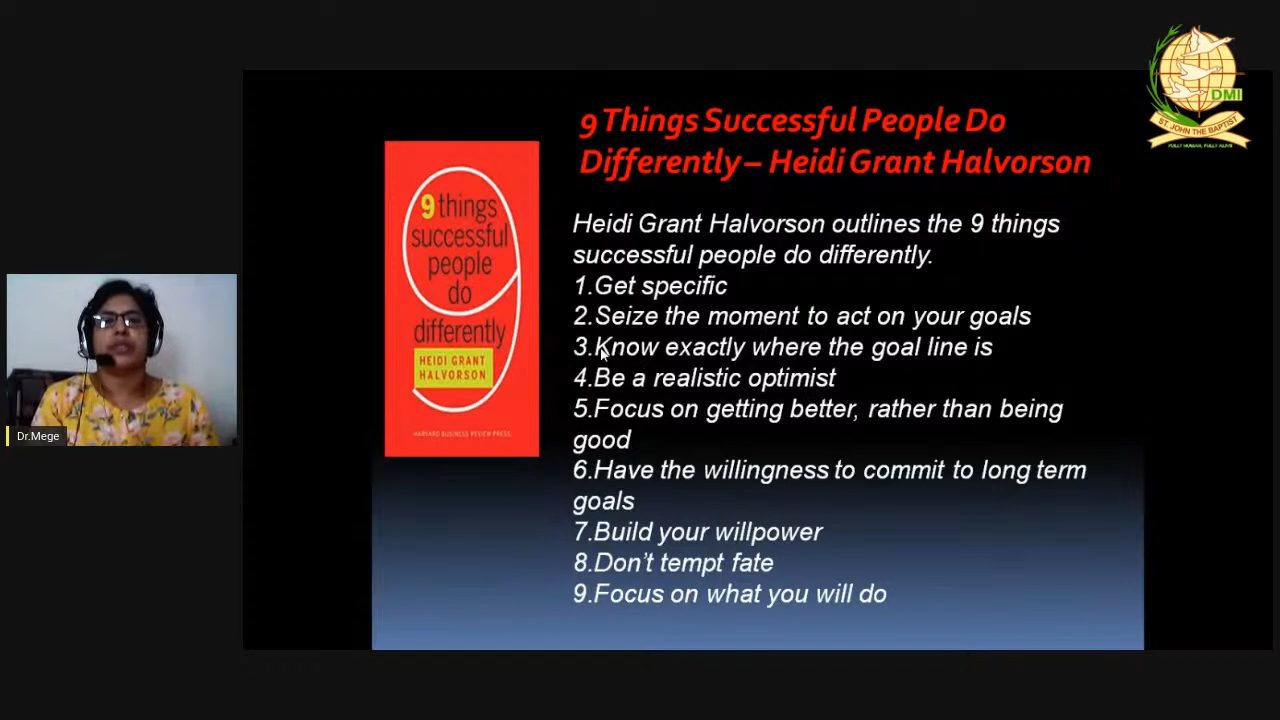 9 Things Successful People Do
Differently – Heidi Grant Halvorson
Heidi Grant Halvorson outlines the 9 things
successful people do differently.
1.Get specific
2.Seize the moment to act on your goals
3.Know exactly where the goal line is
4.Be a realistic optimist
5.Focus on getting better, rather than being
good
6.Have the willingness to commit to long term
goals
7.Build your willpower
8.Don't tempt fate
9.Focus on what you will do
9 things
successful
people
do
differently
HEIDI GRANT
HALVORSON
HARVARD BUSINESS REVIEW PRESS
Dr.Mege
DMI
ST. JOHN THE BAPTIST
FULLY HUMAN, FULLY ALIVE